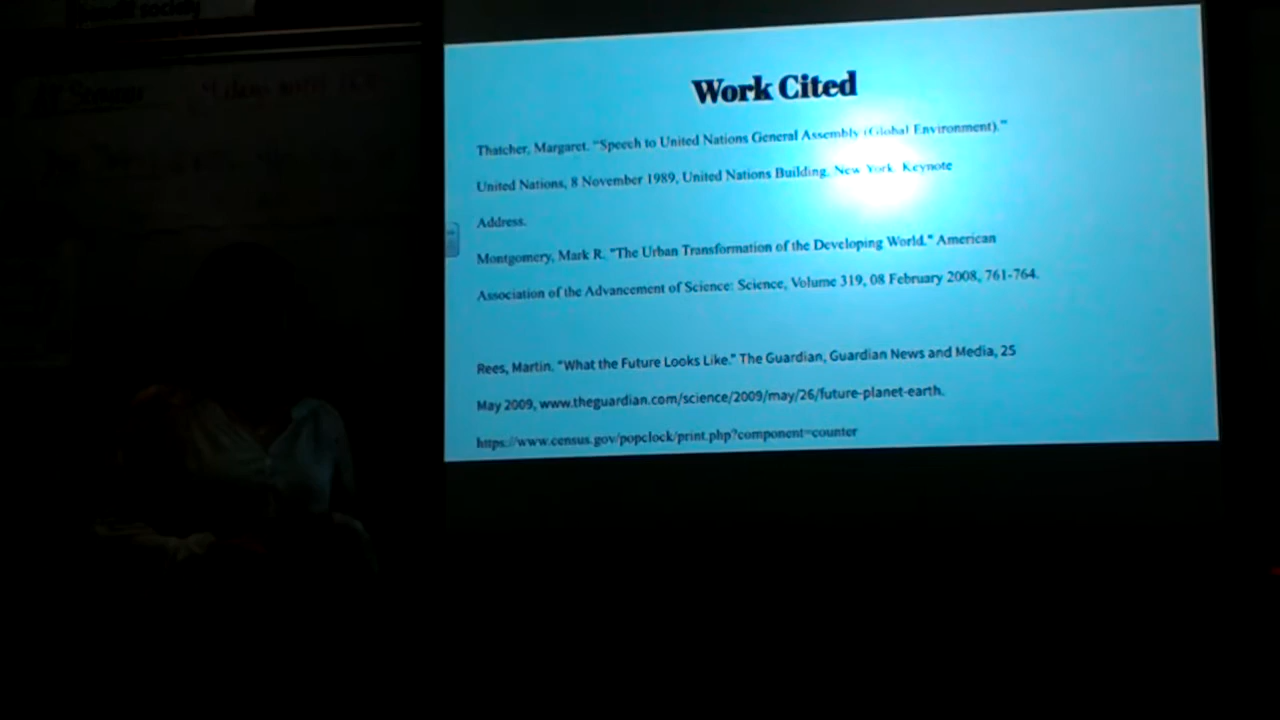 society
Work Cited
Thatcher, Margaret. "Speech to United Nations General Assembly (Global Environment)."
United Nations, 8 November 1989, United Nations Building, New York. Keynote
Address.
Montgomery, Mark R. "The Urban Transformation of the Developing World." American
Association of the Advancement of Science: Science, Volume 319, 08 February 2008, 761-764.
Rees, Martin. "What the Future Looks Like." The Guardian, Guardian News and Media, 25
May 2009, www.theguardian.com/science/2009/may/26/future-planet-earth.
https://www.census.gov/popclock/print.php?component=counter